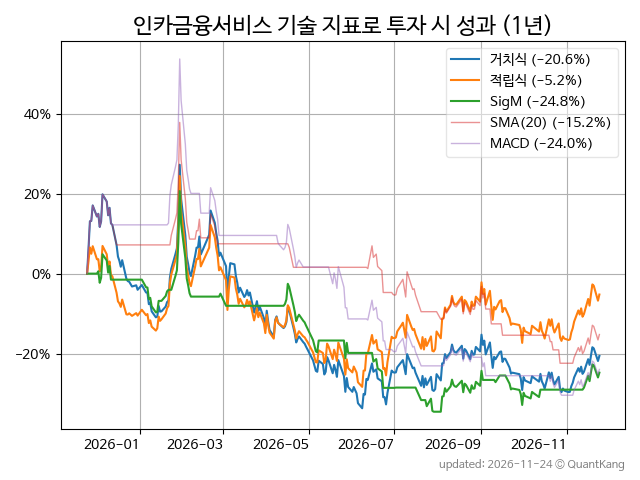 인카금융서비스 기술 지표로 투자 시 성과 (1년)
거치식 (−20.6%)
적립식 (−5.2%)
SigM (−24.8%)
SMA(20) (−15.2%)
MACD (−24.0%)
40%
20%
0%
−20%
2026-01 2026-03 2026-05 2026-07 2026-09 2026-11
updated: 2026-11-24 © QuantKang